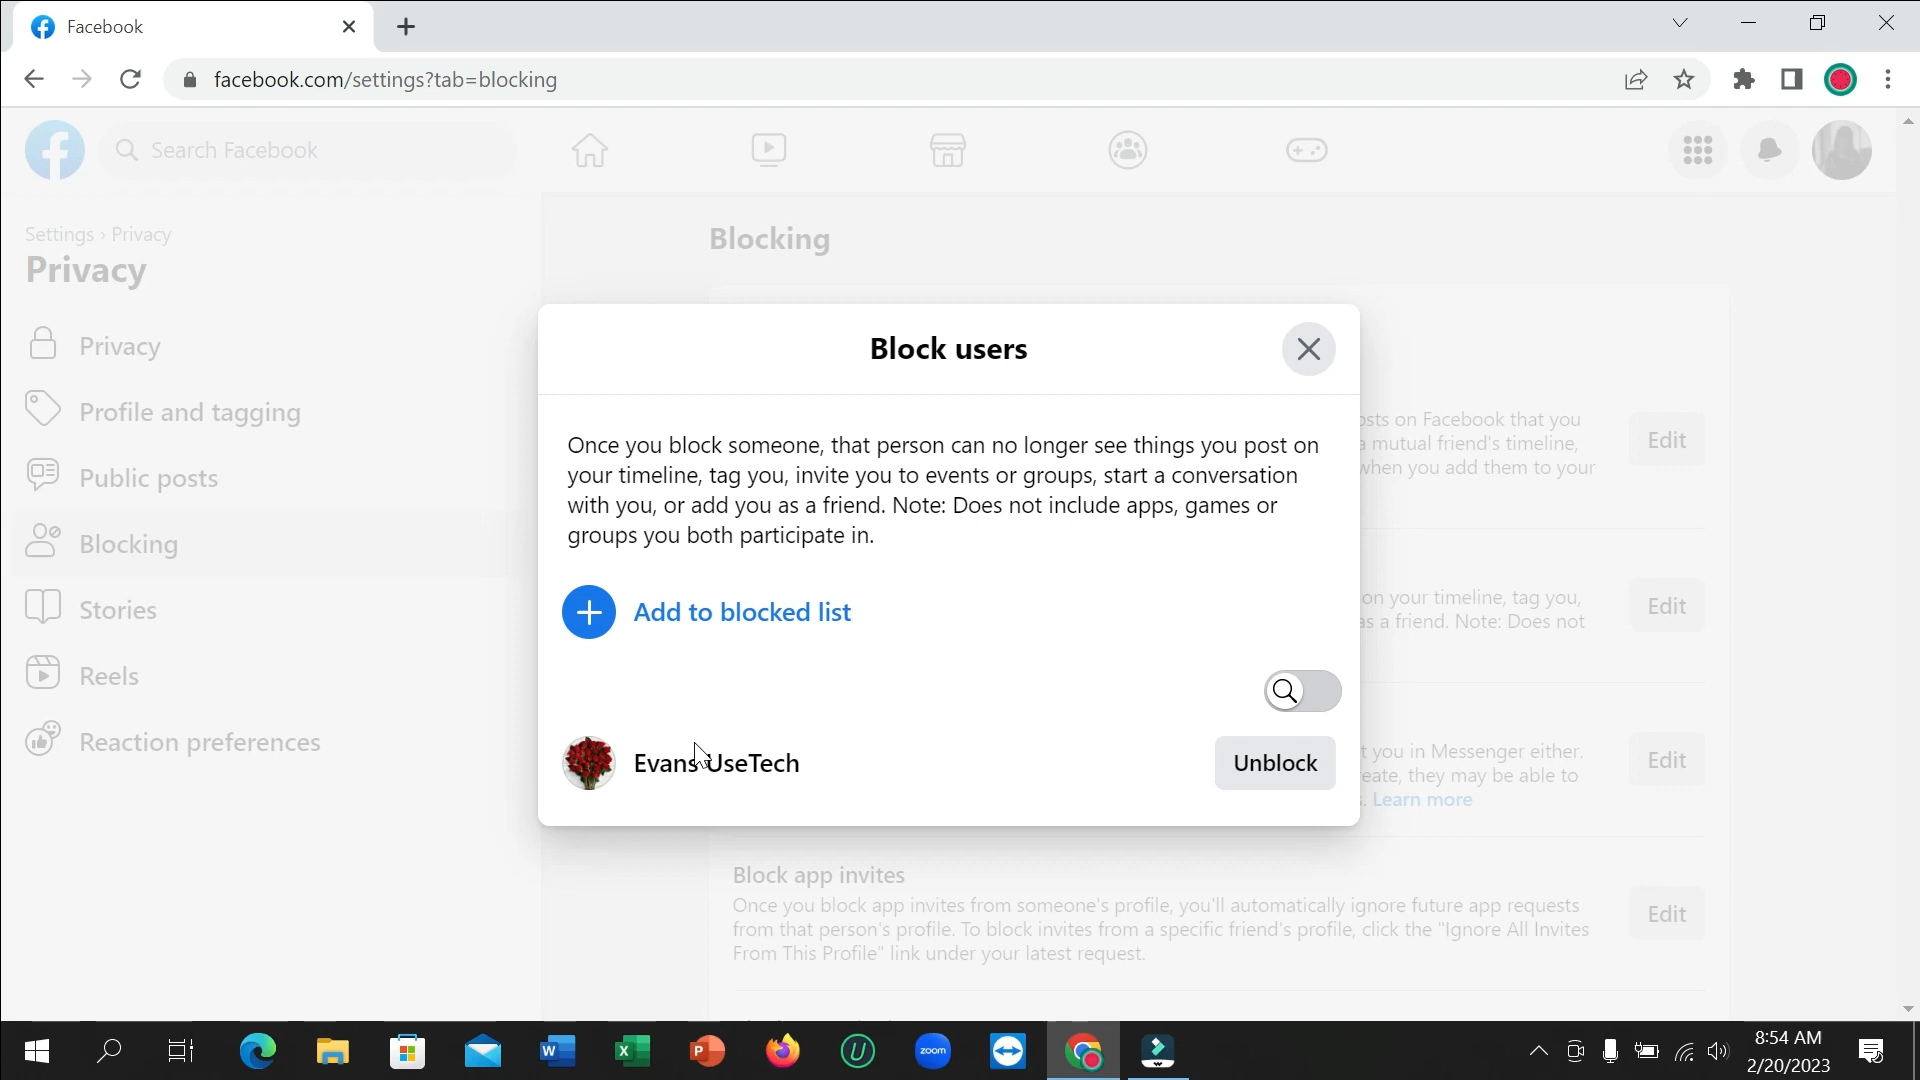 Facebook
facebook.com/settings?tab=blocking
Search Facebook
Settings › Privacy
Privacy
Privacy
Profile and tagging
Public posts
Blocking
Stories
Reels
Reaction preferences
Blocking
Block users
Once you block someone, that person can no longer see things you post on
your timeline, tag you, invite you to events or groups, start a conversation
with you, or add you as a friend. Note: Does not include apps, games or
groups you both participate in.
Add to blocked list
Evans UseTech
Unblock
on Facebook that you
mutual friend's timeline,
when you add them to your
Edit
on your timeline, tag you,
as a friend. Note: Does not
Edit
you in Messenger either.
they may be able to
Learn more
Edit
Block app invites
Once you block app invites from someone's profile, you'll automatically ignore future app requests
from that person's profile. To block invites from a specific friend's profile, click the "Ignore All Invites
From This Profile" link under your latest request.
Edit
zoom
8:54 AM
2/20/2023